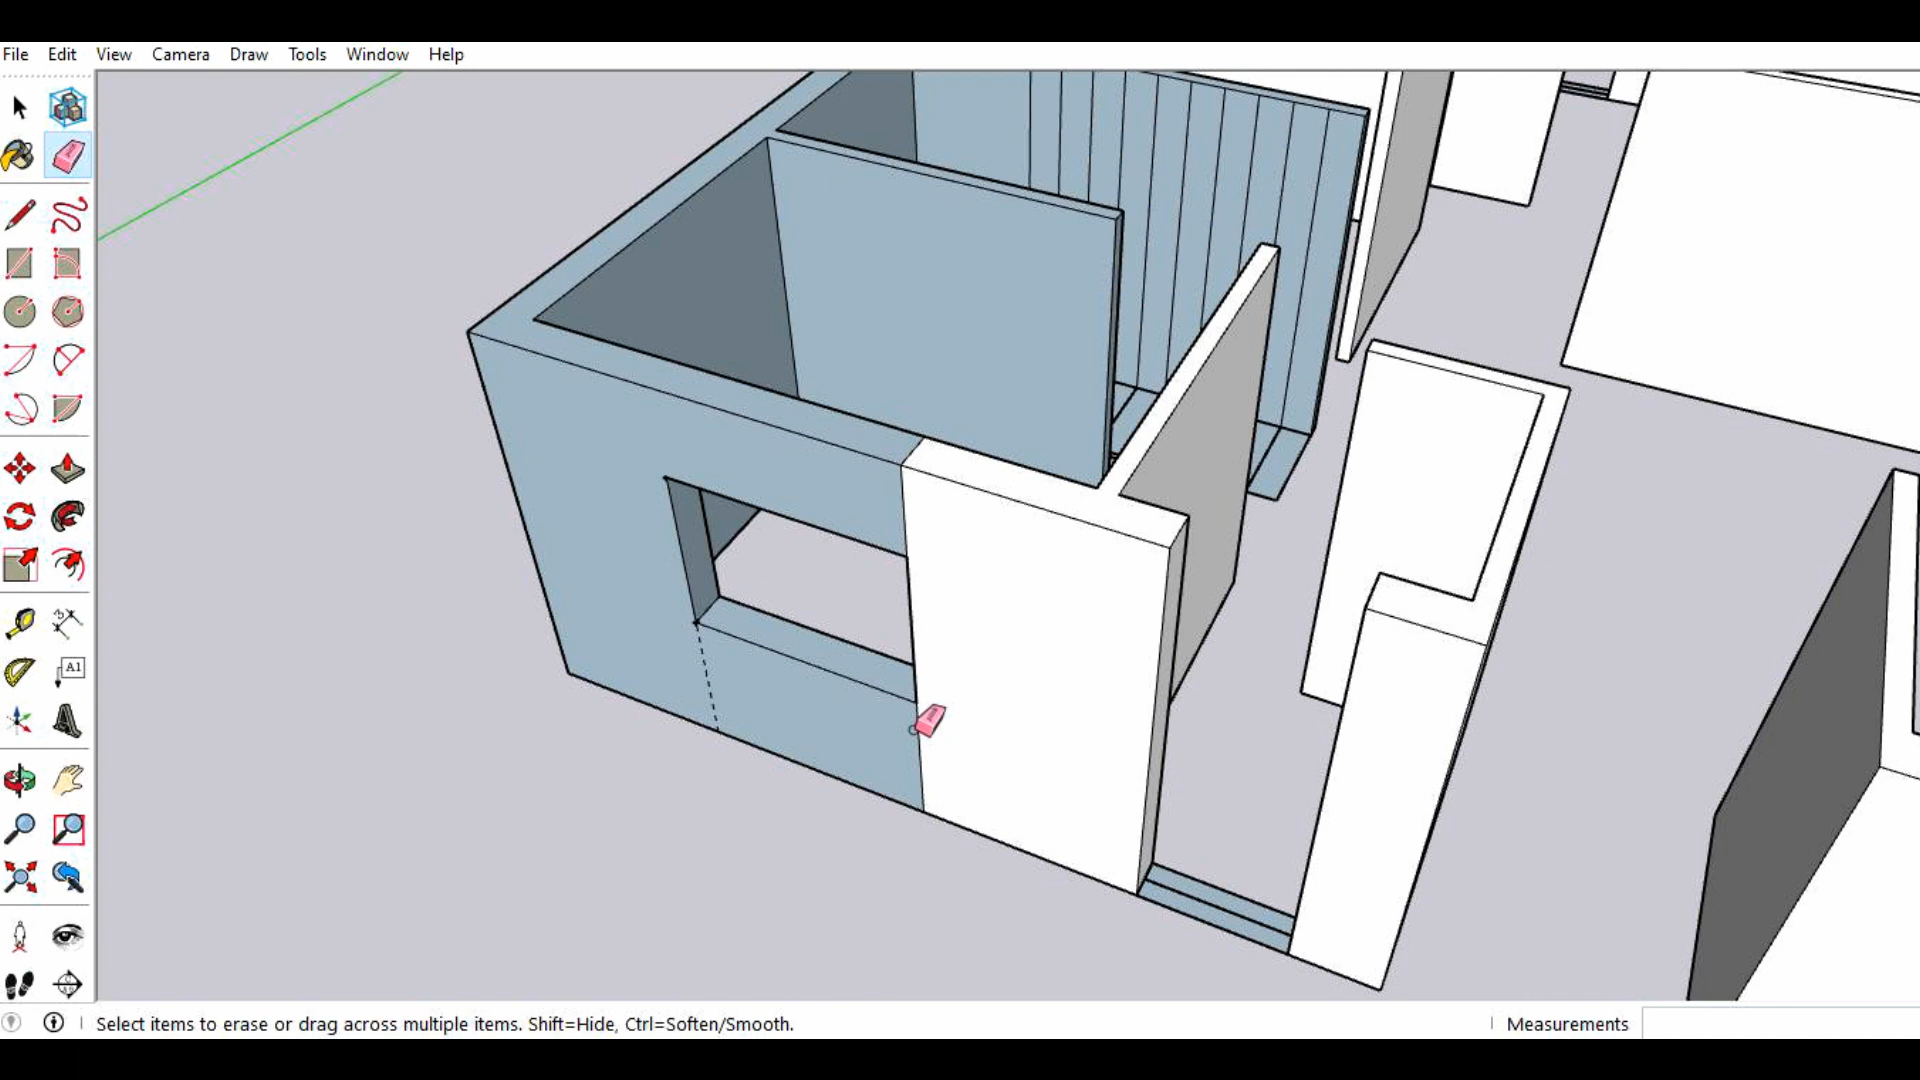 File Edit View Camera Draw Tools Window Help
A1
Select items to erase or drag across multiple items. Shift=Hide, Ctrl=Soften/Smooth.
Measurements